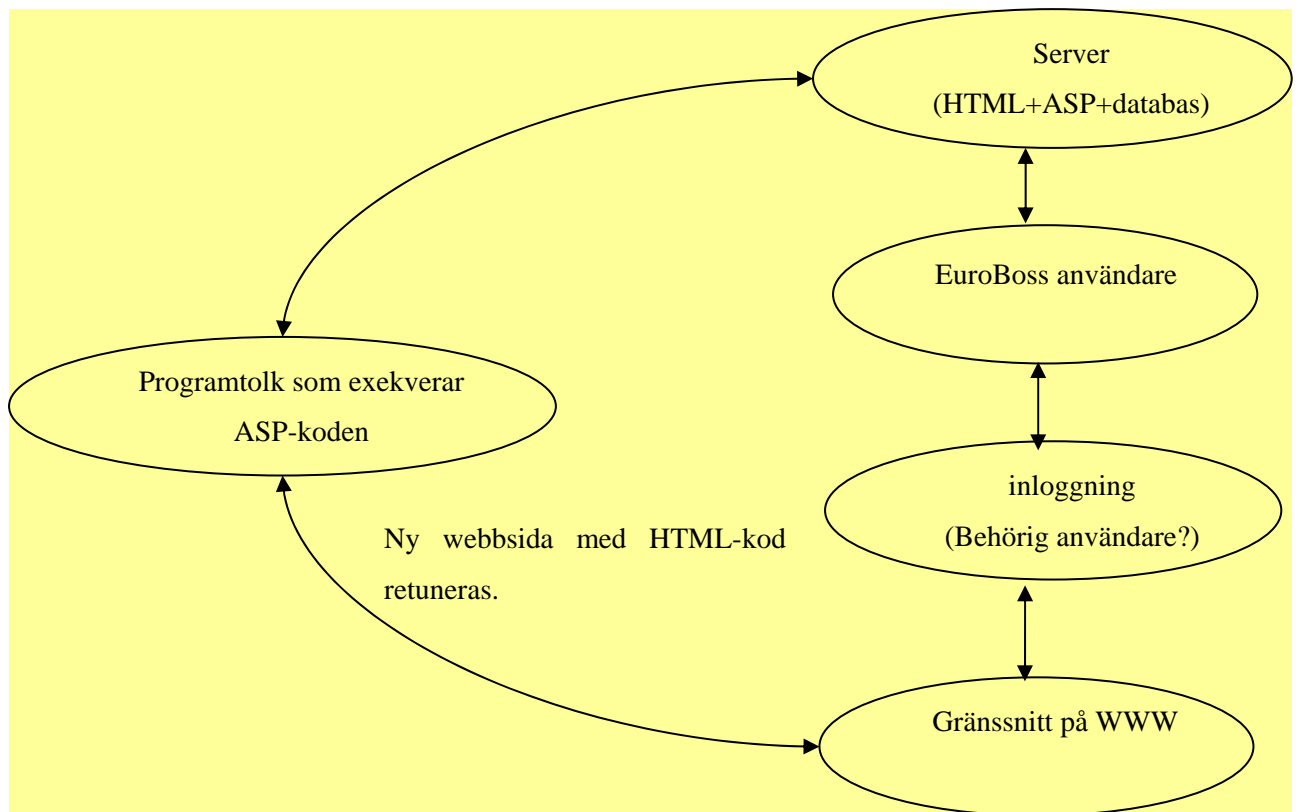 Server
(HTML+ASP+databas)
EuroBoss användare
Programtolk som exekverar
ASP-koden
inloggning
(Behörig användare?)
Ny webbsida med HTML-kod
retuneras.
Gränssnitt på WWW